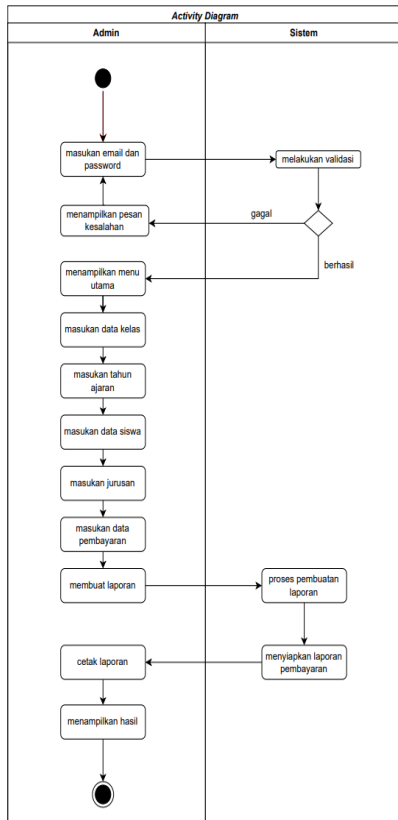 Activity Diagram
Admin
Sistem
masukan email dan
password
melakukan validasi
menampilkan pesan
kesalahan
gagal
berhasil
menampilkan menu
utama
masukan data kelas
masukan tahun
ajaran
masukan data siswa
masukan jurusan
masukan data
pembayaran
membuat laporan
proses pembuatan
laporan
cetak laporan
menyiapkan laporan
pembayaran
menampilkan hasil